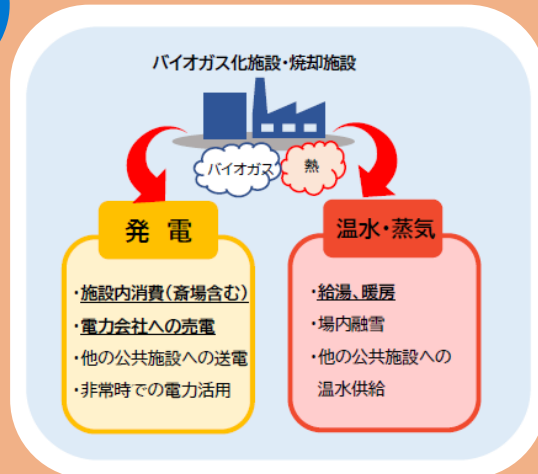 バイオガス化施設・焼却施設
バイオガス
熱
発 電
・施設内消費(斎場含む)
・電力会社への売電
・他の公共施設への送電
・非常時での電力活用
温水・蒸気
・給湯、暖房
・場内融雪
・他の公共施設への
温水供給